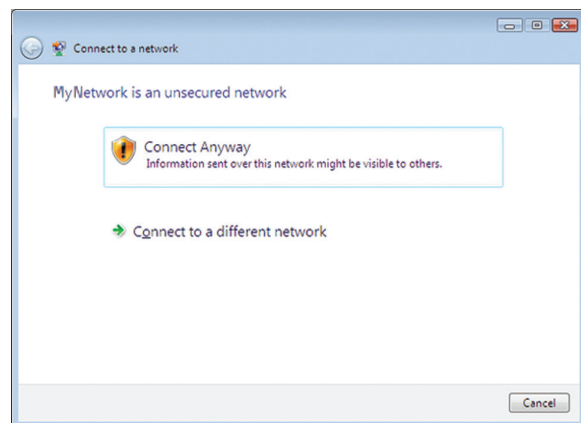 Connect to a network
MyNetwork is an unsecured network
Connect Anyway
Information sent over this network might be visible to others.
Connect to a different network
Cancel